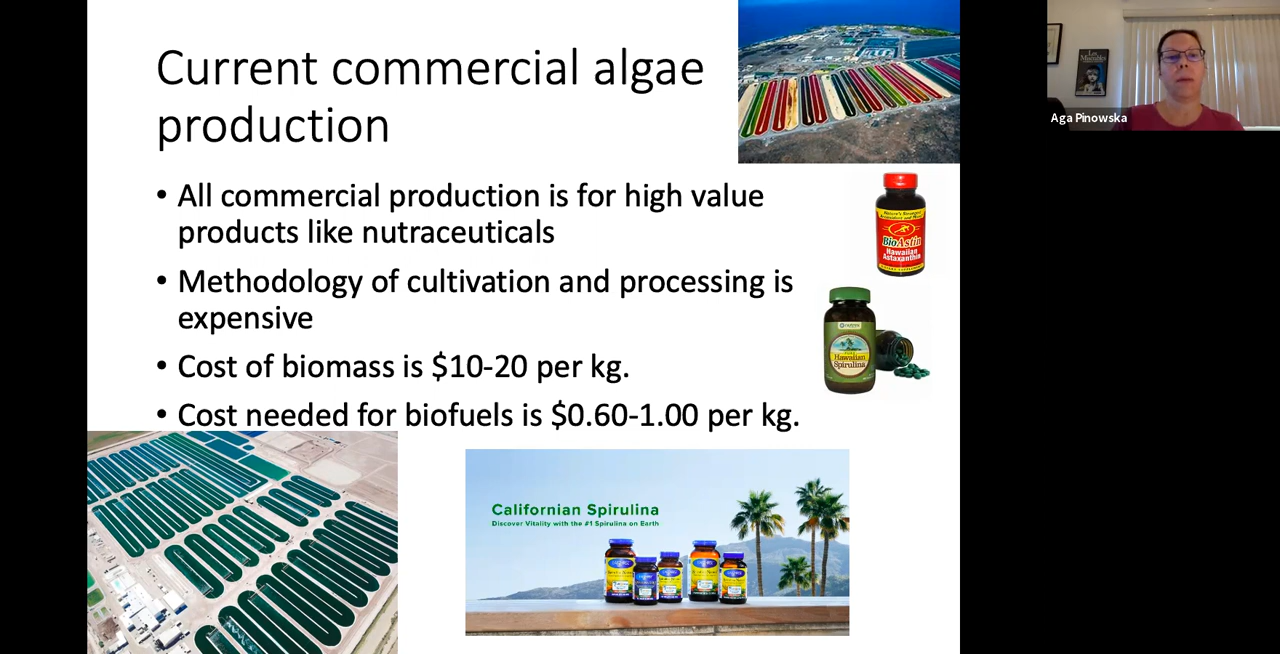 Current commercial algae
production
• All commercial production is for high value
products like nutraceuticals
• Methodology of cultivation and processing is
expensive
• Cost of biomass is $10-20 per kg.
• Cost needed for biofuels is $0.60-1.00 per kg.
BioAstin
Hawaiian
Astaxanthin
Hawaiian
Spirulina
Californian Spirulina
Discover Vitality with the #1 Spirulina on Earth
Les
Aga Pinowska